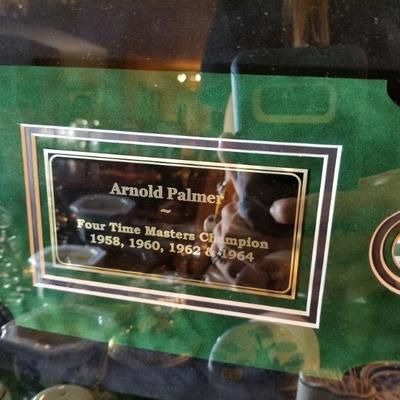 Arnold Palmer
~
Four Time Masters Champion
1958, 1960, 1962 & 1964